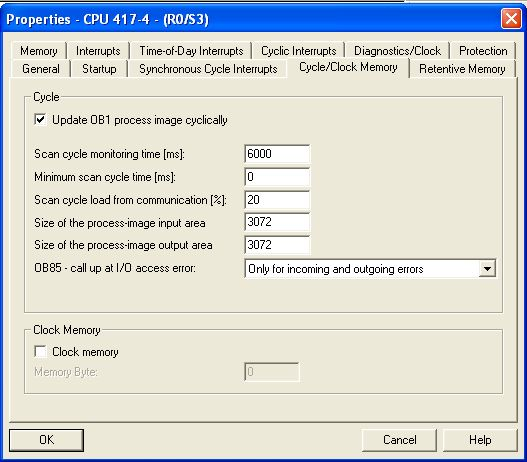 Properties - CPU 417-4 - (R0/S3)
Memory Interrupts Time-of-Day Interrupts Cyclic Interrupts Diagnostics/Clock Protection
General Startup Synchronous Cycle Interrupts Cycle/Clock Memory Retentive Memory
Cycle
Update OB1 process image cyclically
Scan cycle monitoring time [ms]: 6000
Minimum scan cycle time [ms]: 0
Scan cycle load from communication [%]: 20
Size of the process-image input area 3072
Size of the process-image output area 3072
OB85 - call up at I/O access error: Only for incoming and outgoing errors
Clock Memory
Clock memory
Memory Byte: 0
OK Cancel Help